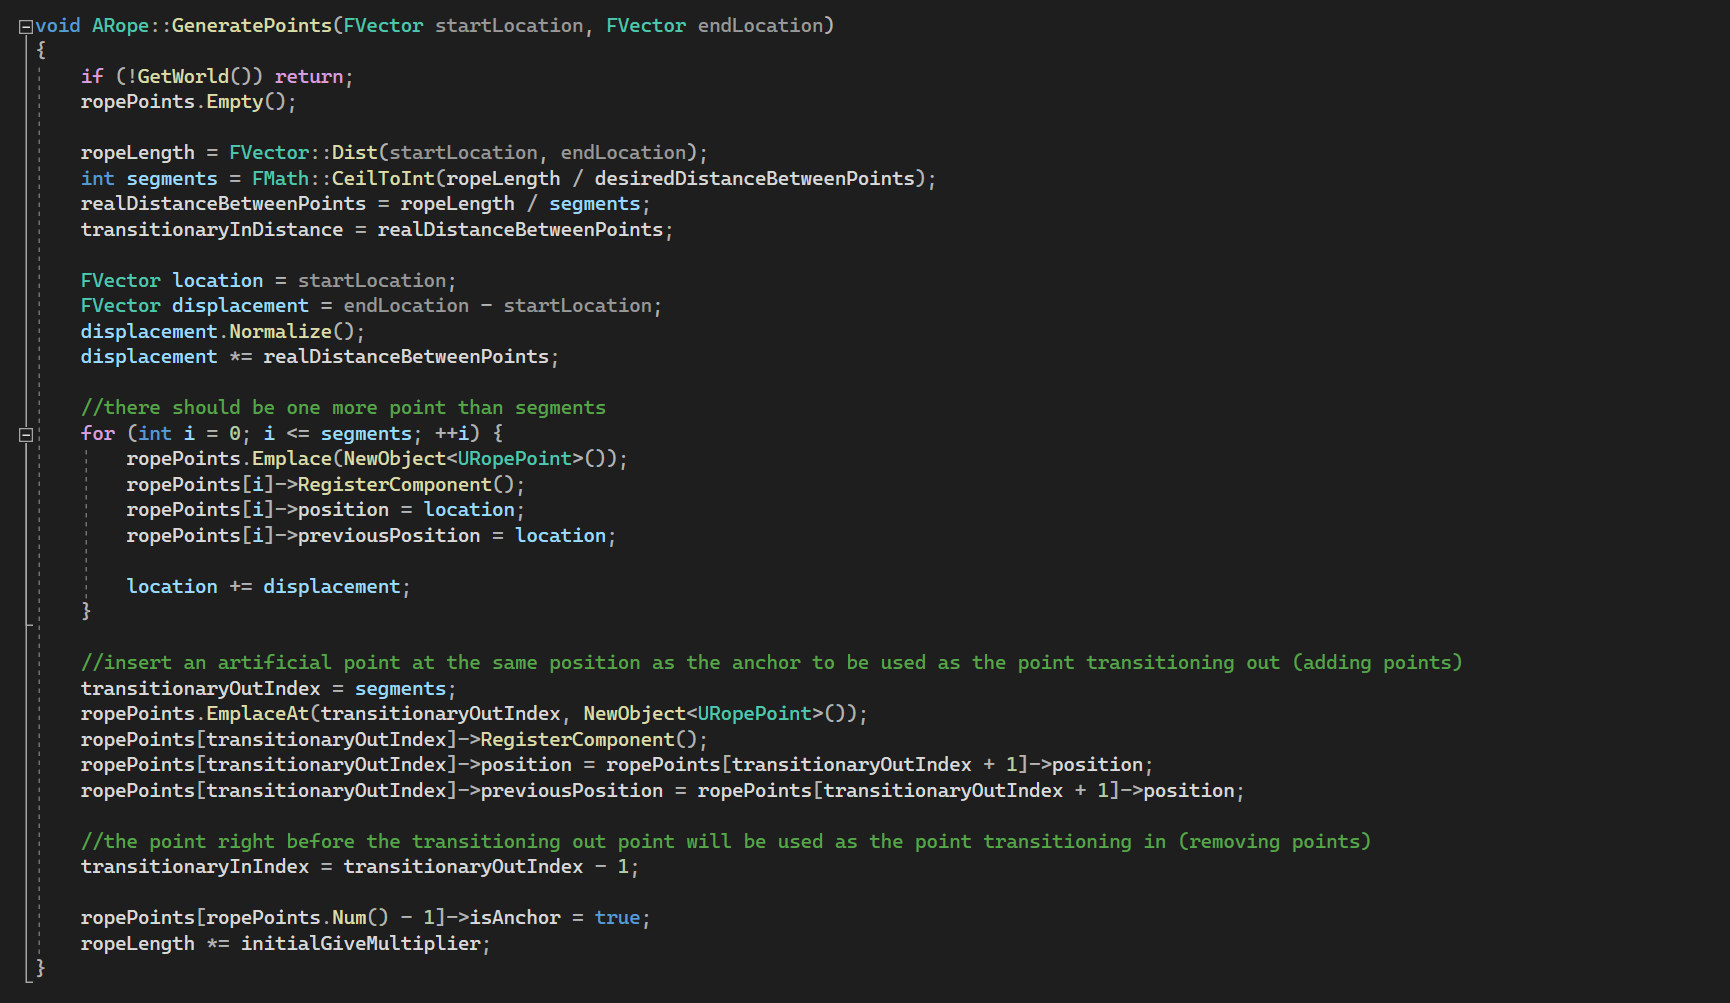 void ARope::GeneratePoints(FVector startLocation, FVector endLocation)
{
    if (!GetWorld()) return;
    ropePoints.Empty();

    ropeLength = FVector::Dist(startLocation, endLocation);
    int segments = FMath::CeilToInt(ropeLength / desiredDistanceBetweenPoints);
    realDistanceBetweenPoints = ropeLength / segments;
    transitionaryInDistance = realDistanceBetweenPoints;

    FVector location = startLocation;
    FVector displacement = endLocation - startLocation;
    displacement.Normalize();
    displacement *= realDistanceBetweenPoints;

    //there should be one more point than segments
    for (int i = 0; i <= segments; ++i) {
        ropePoints.Emplace(NewObject<URopePoint>());
        ropePoints[i]->RegisterComponent();
        ropePoints[i]->position = location;
        ropePoints[i]->previousPosition = location;

        location += displacement;
    }

    //insert an artificial point at the same position as the anchor to be used as the point transitioning out (adding points)
    transitionaryOutIndex = segments;
    ropePoints.EmplaceAt(transitionaryOutIndex, NewObject<URopePoint>());
    ropePoints[transitionaryOutIndex]->RegisterComponent();
    ropePoints[transitionaryOutIndex]->position = ropePoints[transitionaryOutIndex + 1]->position;
    ropePoints[transitionaryOutIndex]->previousPosition = ropePoints[transitionaryOutIndex + 1]->position;

    //the point right before the transitioning out point will be used as the point transitioning in (removing points)
    transitionaryInIndex = transitionaryOutIndex - 1;

    ropePoints[ropePoints.Num() - 1]->isAnchor = true;
    ropeLength *= initialGiveMultiplier;
}